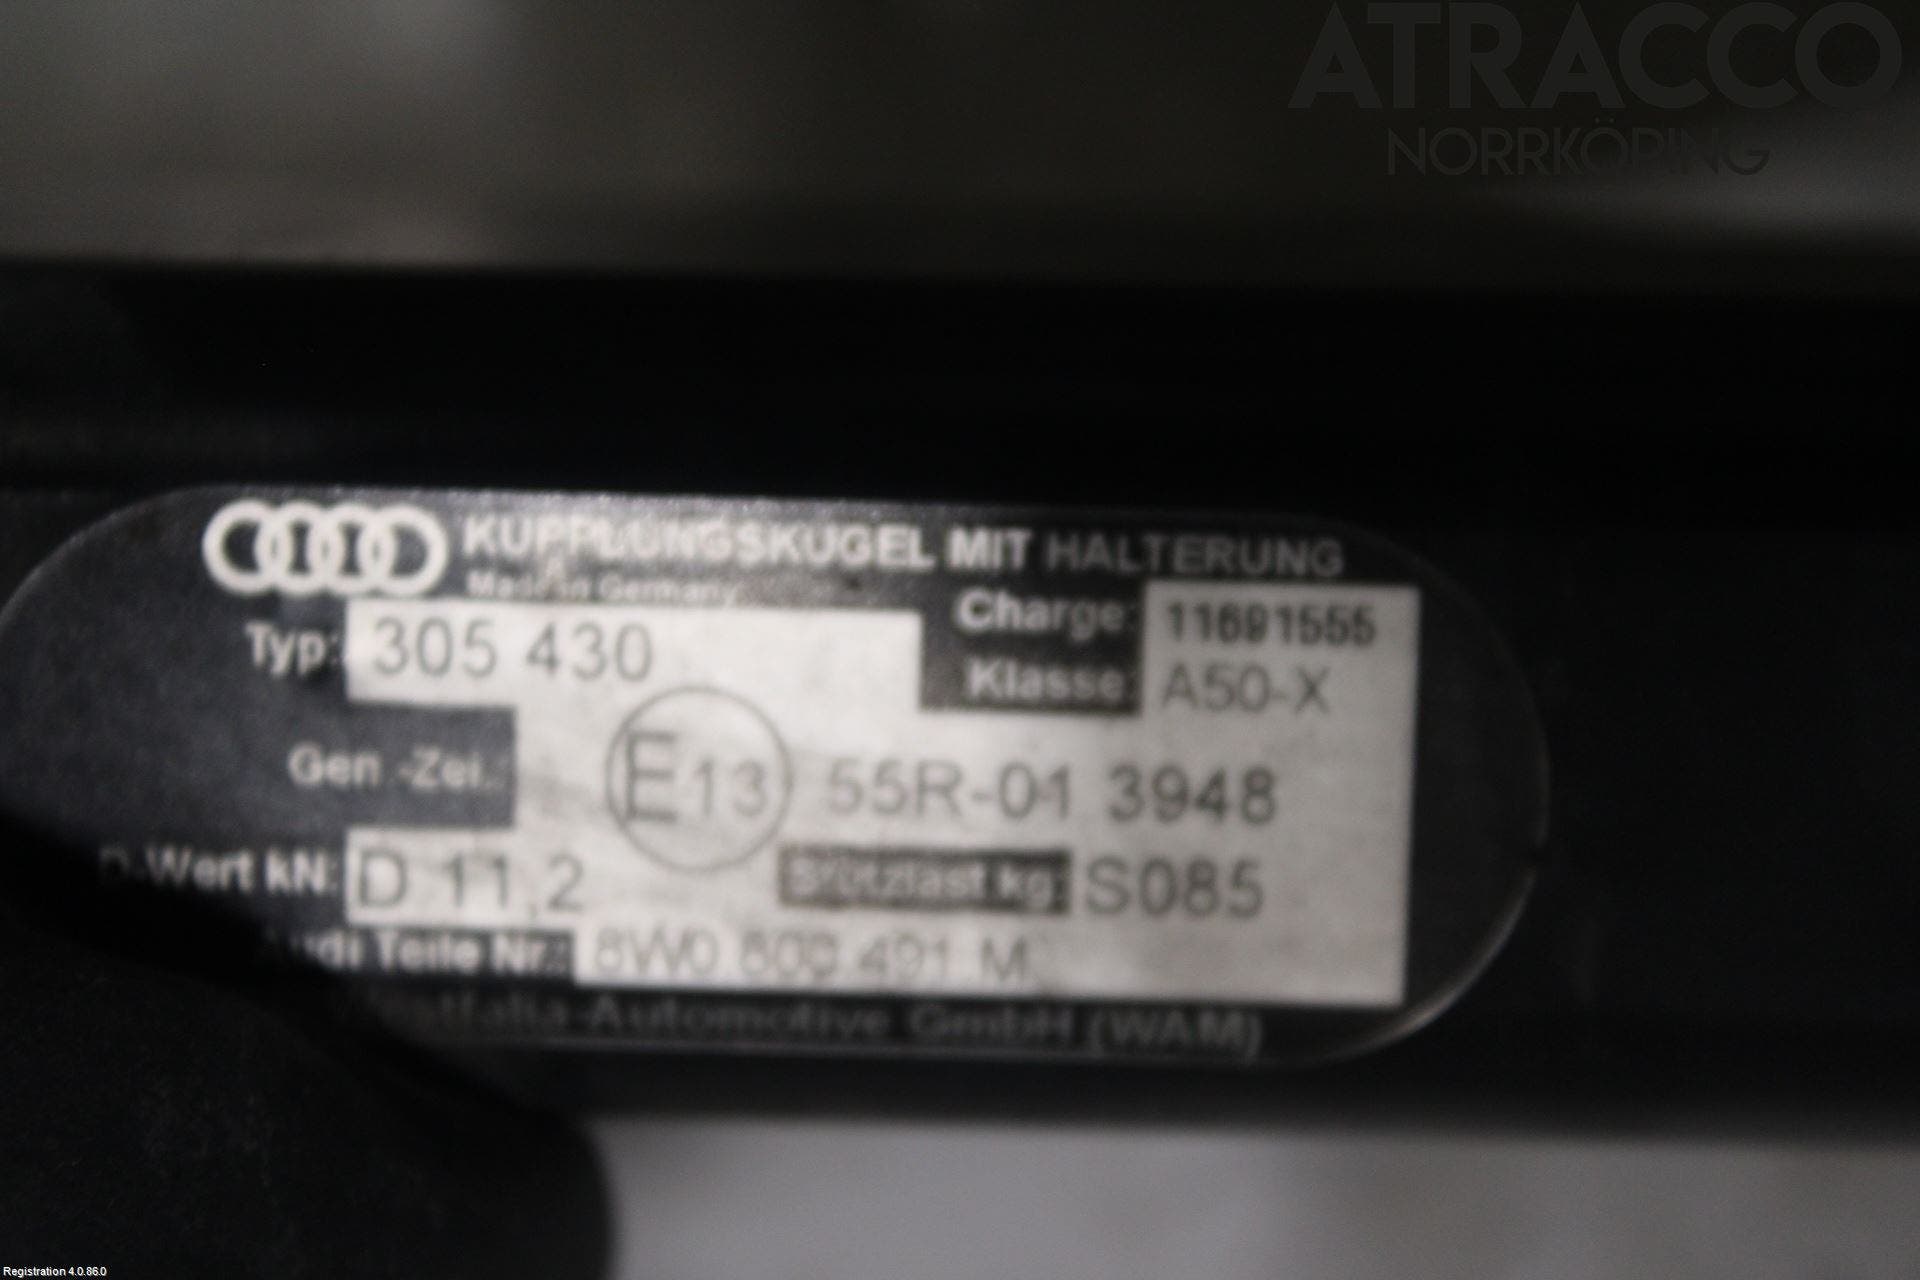 ATRACCO
NORRKÖPING
KUPPLUNGSKUGEL MIT HALTERUNG
Made in Germany
Charge: 11691555
Typ: 305 430
Klasse: A50-X
Gen.-Zei.: E13 55R-01 3948
D-Wert kN: D 11,2 Stützlast kg: S085
Audi Teile Nr.: 8W0 803 491 M
Westfalia-Automotive GmbH (WAM)
Registration 4.0.86.0